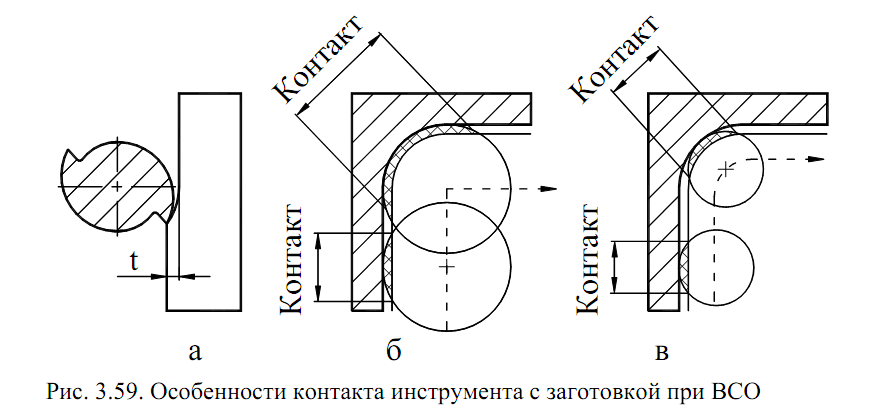 Контакт
Контакт
t
Контакт
Контакт
а
б
в
Рис. 3.59. Особенности контакта инструмента с заготовкой при ВСО